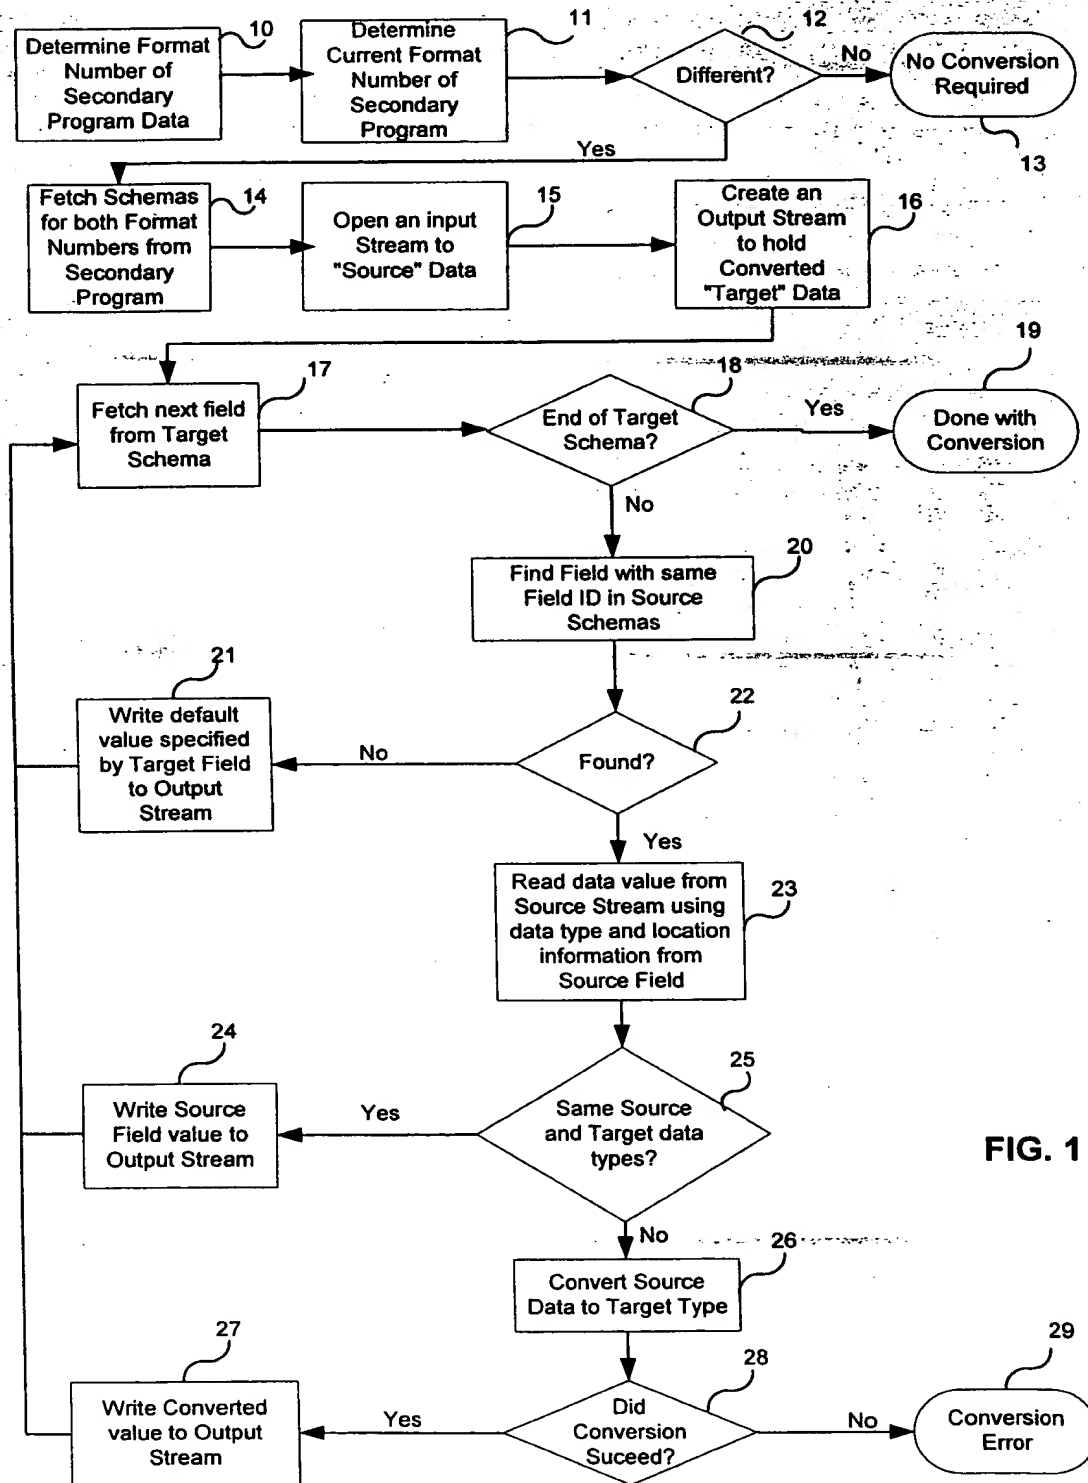 10
Determine Format
Number of
Secondary
Program Data
11
Determine
Current Format
Number of
Secondary
Program
12
Different?
No
No Conversion
Required
13
Yes
Fetch Schemas
for both Format
Numbers from
Secondary
Program
14
Open an input
Stream to
"Source" Data
15
Create an
Output Stream
to hold
Converted
"Target" Data
16
Fetch next field
from Target
Schema
17
End of Target
Schema?
18
Yes
19
Done with
Conversion
No
Find Field with same
Field ID in Source
Schemas
20
21
Write default
value specified
by Target Field
to Output
Stream
No
Found?
22
Yes
Read data value from
Source Stream using
data type and location
information from
Source Field
23
24
Write Source
Field value to
Output Stream
Yes
Same Source
and Target data
types?
25
FIG. 1
No
Convert Source
Data to Target Type
26
27
Write Converted
value to Output
Stream
Yes
Did
Conversion
Suceed?
28
No
29
Conversion
Error